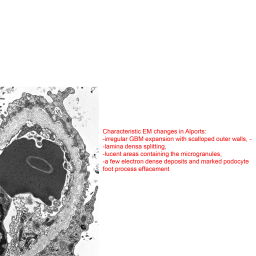 Characteristic EM changes in Alports:
-irregular GBM expansion with scalloped outer walls, -
-lamina densa splitting,
-lucent areas containing the microgranules,
-a few electron dense deposits and marked podocyte
foot process effacement